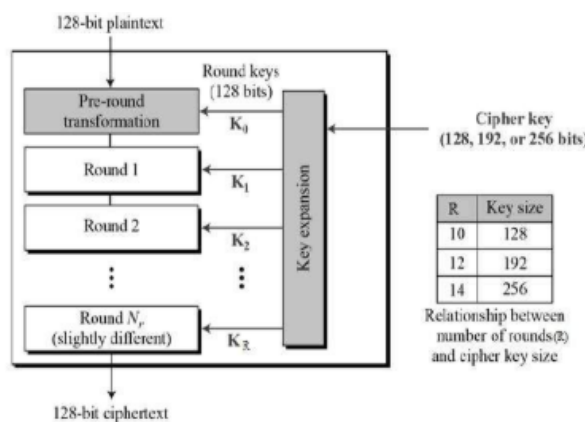 128-bit plaintext
Round keys
(128 bits)
Pre-round
transformation
K0
Cipher key
(128, 192, or 256 bits)
Round 1
K1
Round 2
K2
Key expansion
R Key size
10 128
12 192
14 256
Relationship between
number of rounds(R)
and cipher key size
Round Nr
(slightly different)
KR
128-bit ciphertext